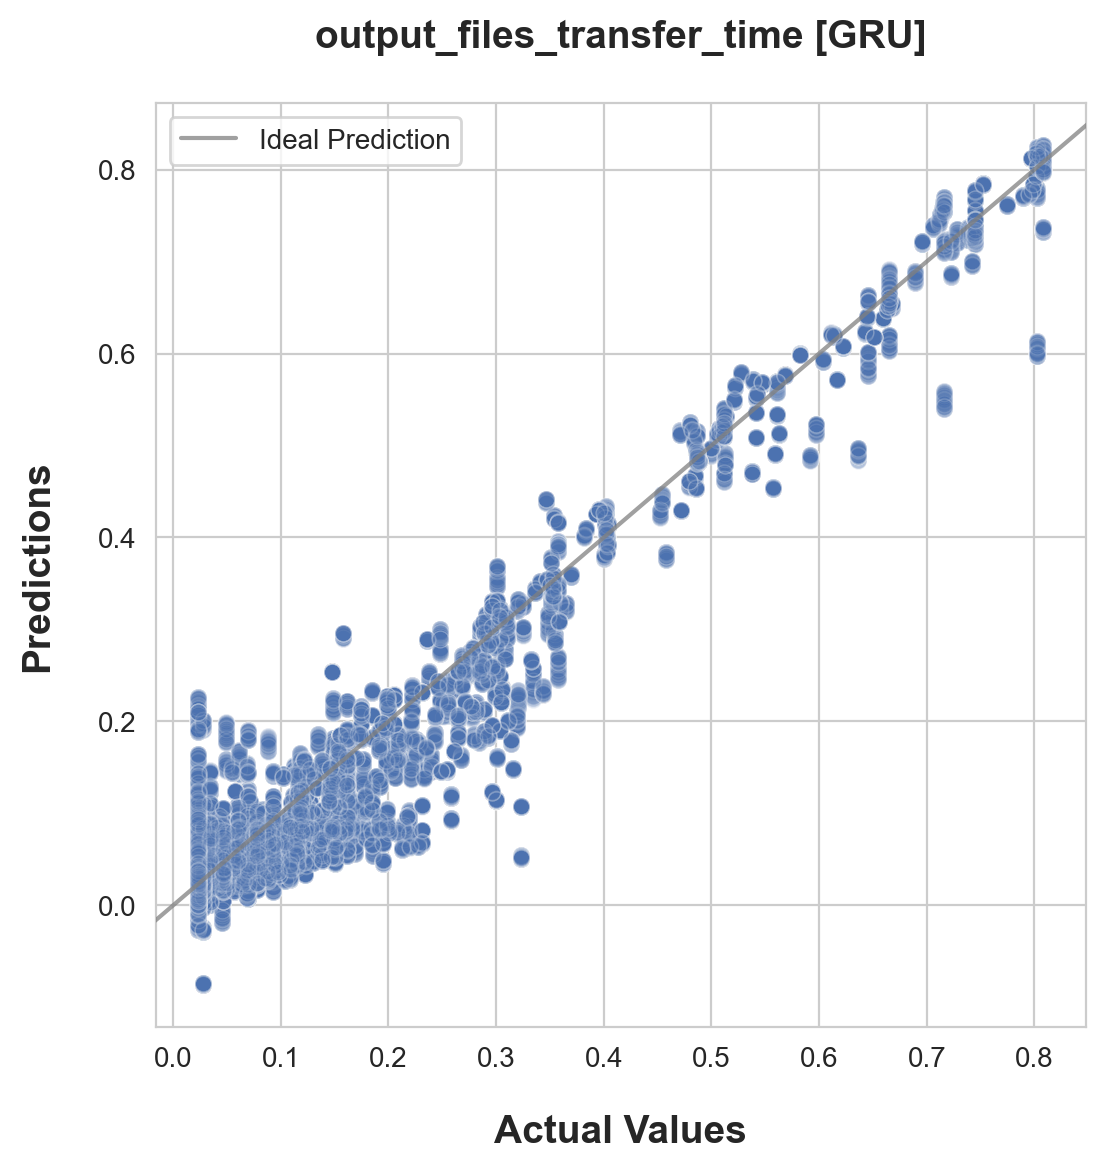 output_files_transfer_time [GRU]
Ideal Prediction
0.8
0.6
0.4
0.2
0.0
Predictions
0.0 0.1 0.2 0.3 0.4 0.5 0.6 0.7 0.8
Actual Values